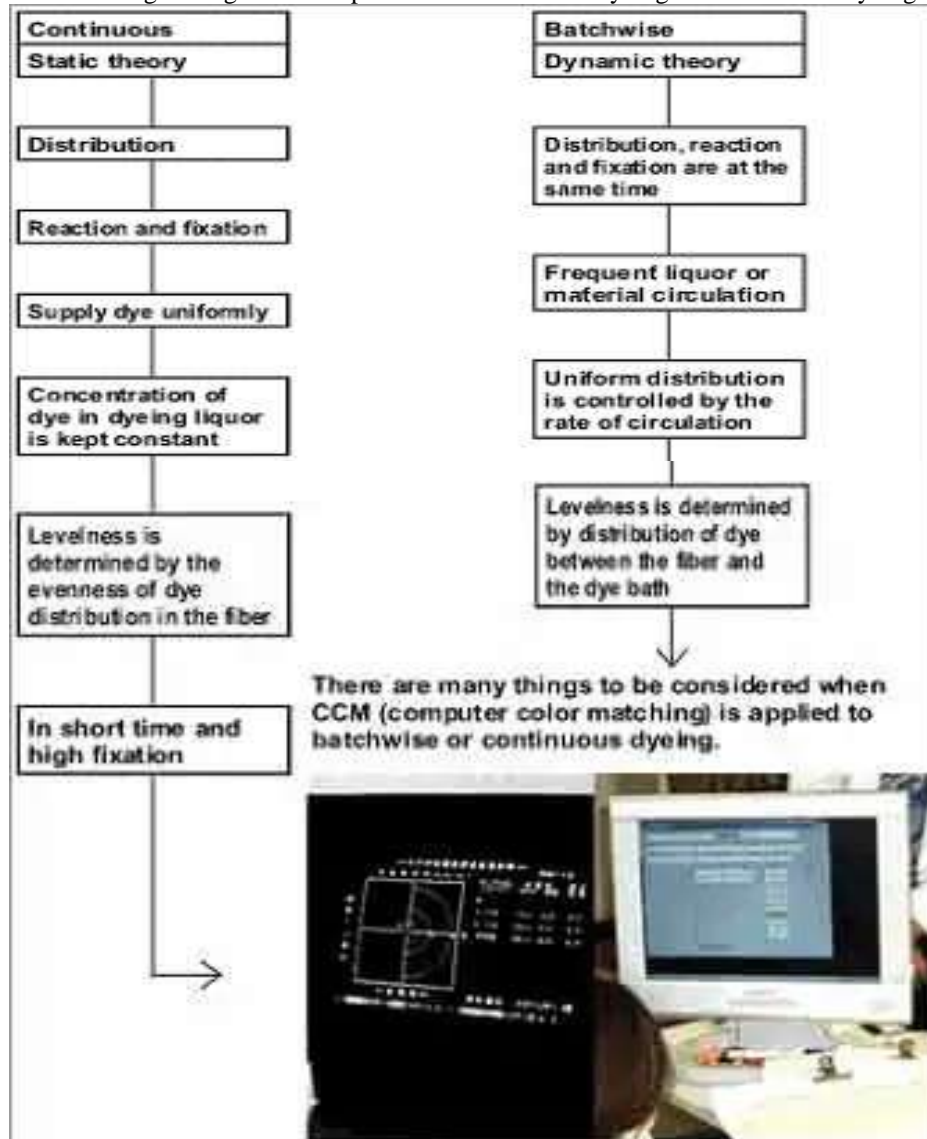 Continuous
Static theory
Distribution
Reaction and fixation
Supply dye uniformly
Concentration of
dye in dyeing liquor
is kept constant
Levelness is
determined by the
evenness of dye
distribution in the fiber
In short time and
high fixation
Batchwise
Dynamic theory
Distribution, reaction
and fixation are at the
same time
Frequent liquor or
material circulation
Uniform distribution
is controlled by the
rate of circulation
Levelness is determined
by distribution of dye
between the fiber and
the dye bath
There are many things to be considered when
CCM (computer color matching) is applied to
batchwise or continuous dyeing.